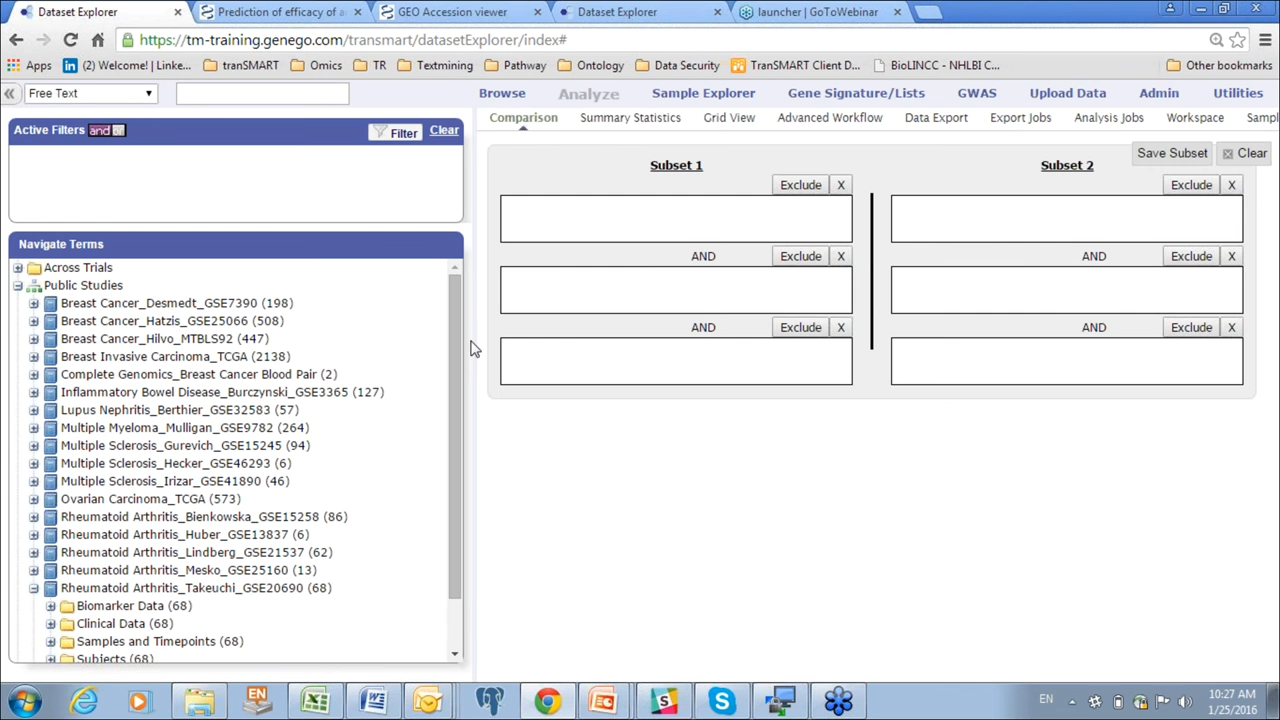 Dataset Explorer
Prediction of efficacy of a
GEO Accession viewer
Dataset Explorer
launcher | GoToWebinar
https://tm-training.genego.com/transmart/datasetExplorer/index#
Apps
(2) Welcome! | Linke...
tranSMART
Omics
TR
Textmining
Pathway
Ontology
Data Security
TranSMART Client D...
BioLINCC - NHLBI C...
Other bookmarks
Free Text
Browse
Analyze
Sample Explorer
Gene Signature/Lists
GWAS
Upload Data
Admin
Utilities
Active Filters and or
Filter
Clear
Comparison
Summary Statistics
Grid View
Advanced Workflow
Data Export
Export Jobs
Analysis Jobs
Workspace
Sampl
Save Subset
Clear
Subset 1
Subset 2
Exclude X
Exclude X
AND Exclude X
AND Exclude X
AND Exclude X
AND Exclude X
Navigate Terms
Across Trials
Public Studies
Breast Cancer_Desmedt_GSE7390 (198)
Breast Cancer_Hatzis_GSE25066 (508)
Breast Cancer_Hilvo_MTBLS92 (447)
Breast Invasive Carcinoma_TCGA (2138)
Complete Genomics_Breast Cancer Blood Pair (2)
Inflammatory Bowel Disease_Burczynski_GSE3365 (127)
Lupus Nephritis_Berthier_GSE32583 (57)
Multiple Myeloma_Mulligan_GSE9782 (264)
Multiple Sclerosis_Gurevich_GSE15245 (94)
Multiple Sclerosis_Hecker_GSE46293 (6)
Multiple Sclerosis_Irizar_GSE41890 (46)
Ovarian Carcinoma_TCGA (573)
Rheumatoid Arthritis_Bienkowska_GSE15258 (86)
Rheumatoid Arthritis_Huber_GSE13837 (6)
Rheumatoid Arthritis_Lindberg_GSE21537 (62)
Rheumatoid Arthritis_Mesko_GSE25160 (13)
Rheumatoid Arthritis_Takeuchi_GSE20690 (68)
Biomarker Data (68)
Clinical Data (68)
Samples and Timepoints (68)
Subjects (68)
EN
EN
10:27 AM
1/25/2016